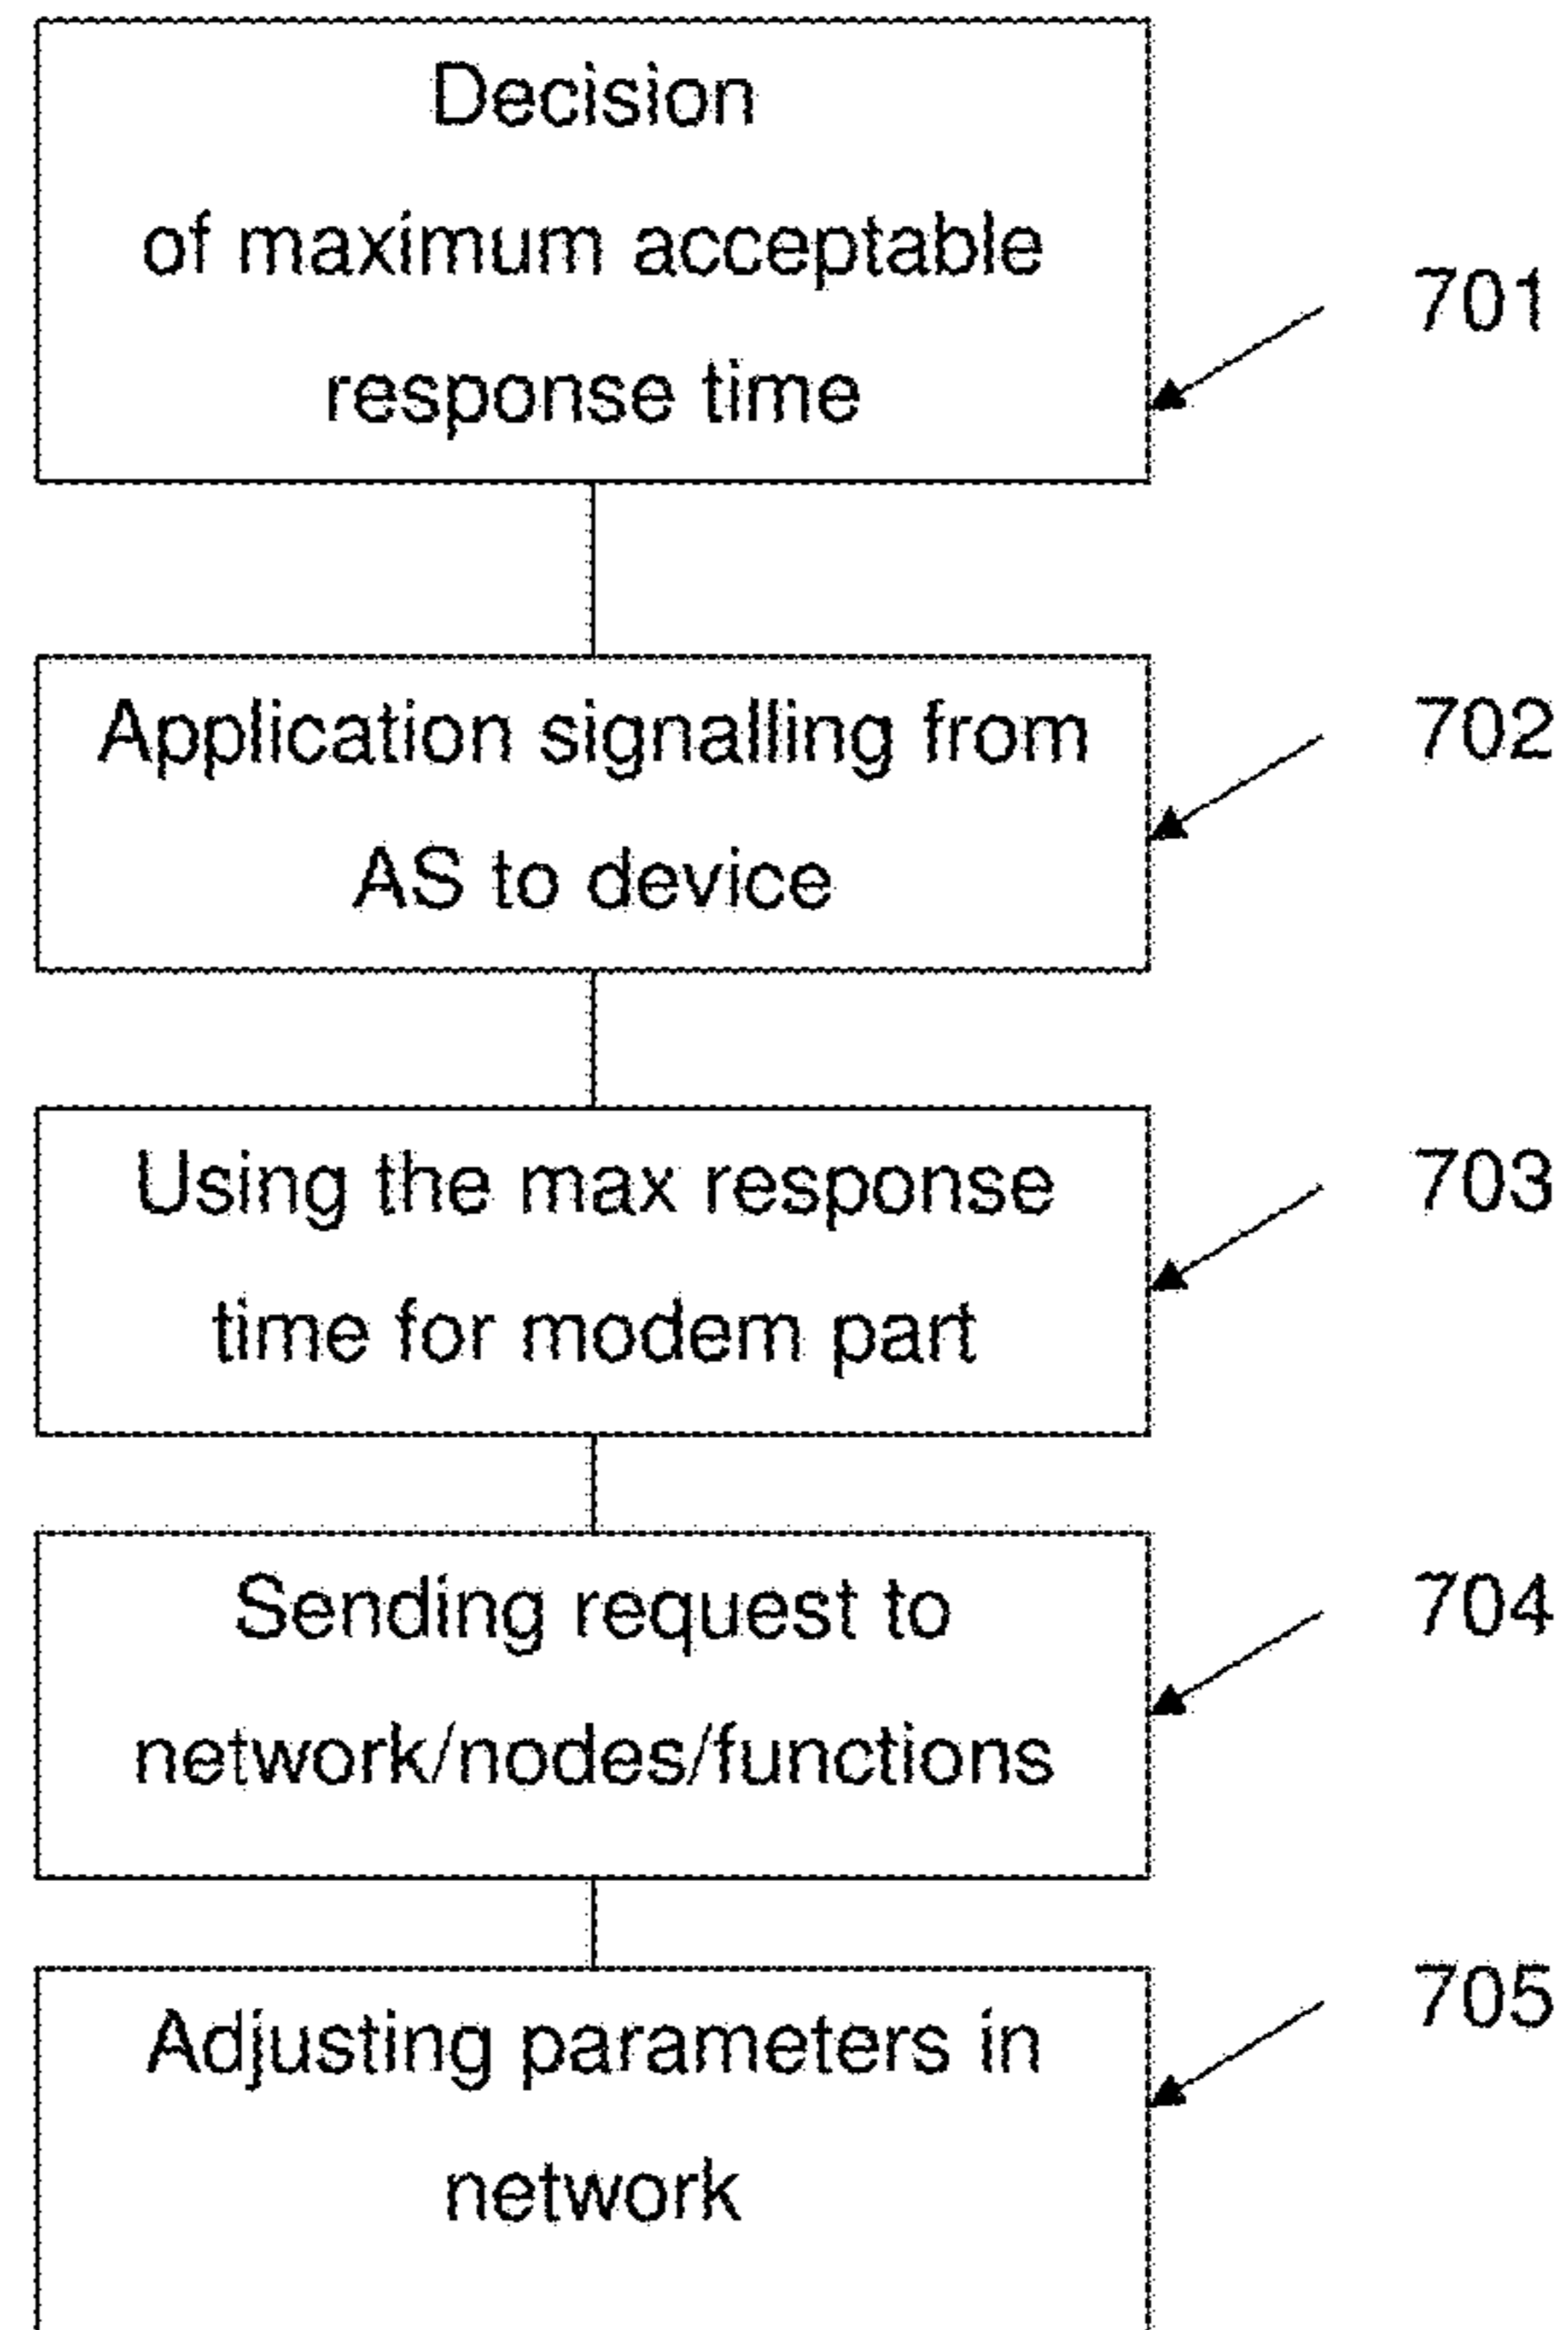 Decision
of maximum acceptable
response time
701
Application signalling from
AS to device
702
Using the max response
time for modem part
703
Sending request to
network/nodes/functions
704
Adjusting parameters in
network
705